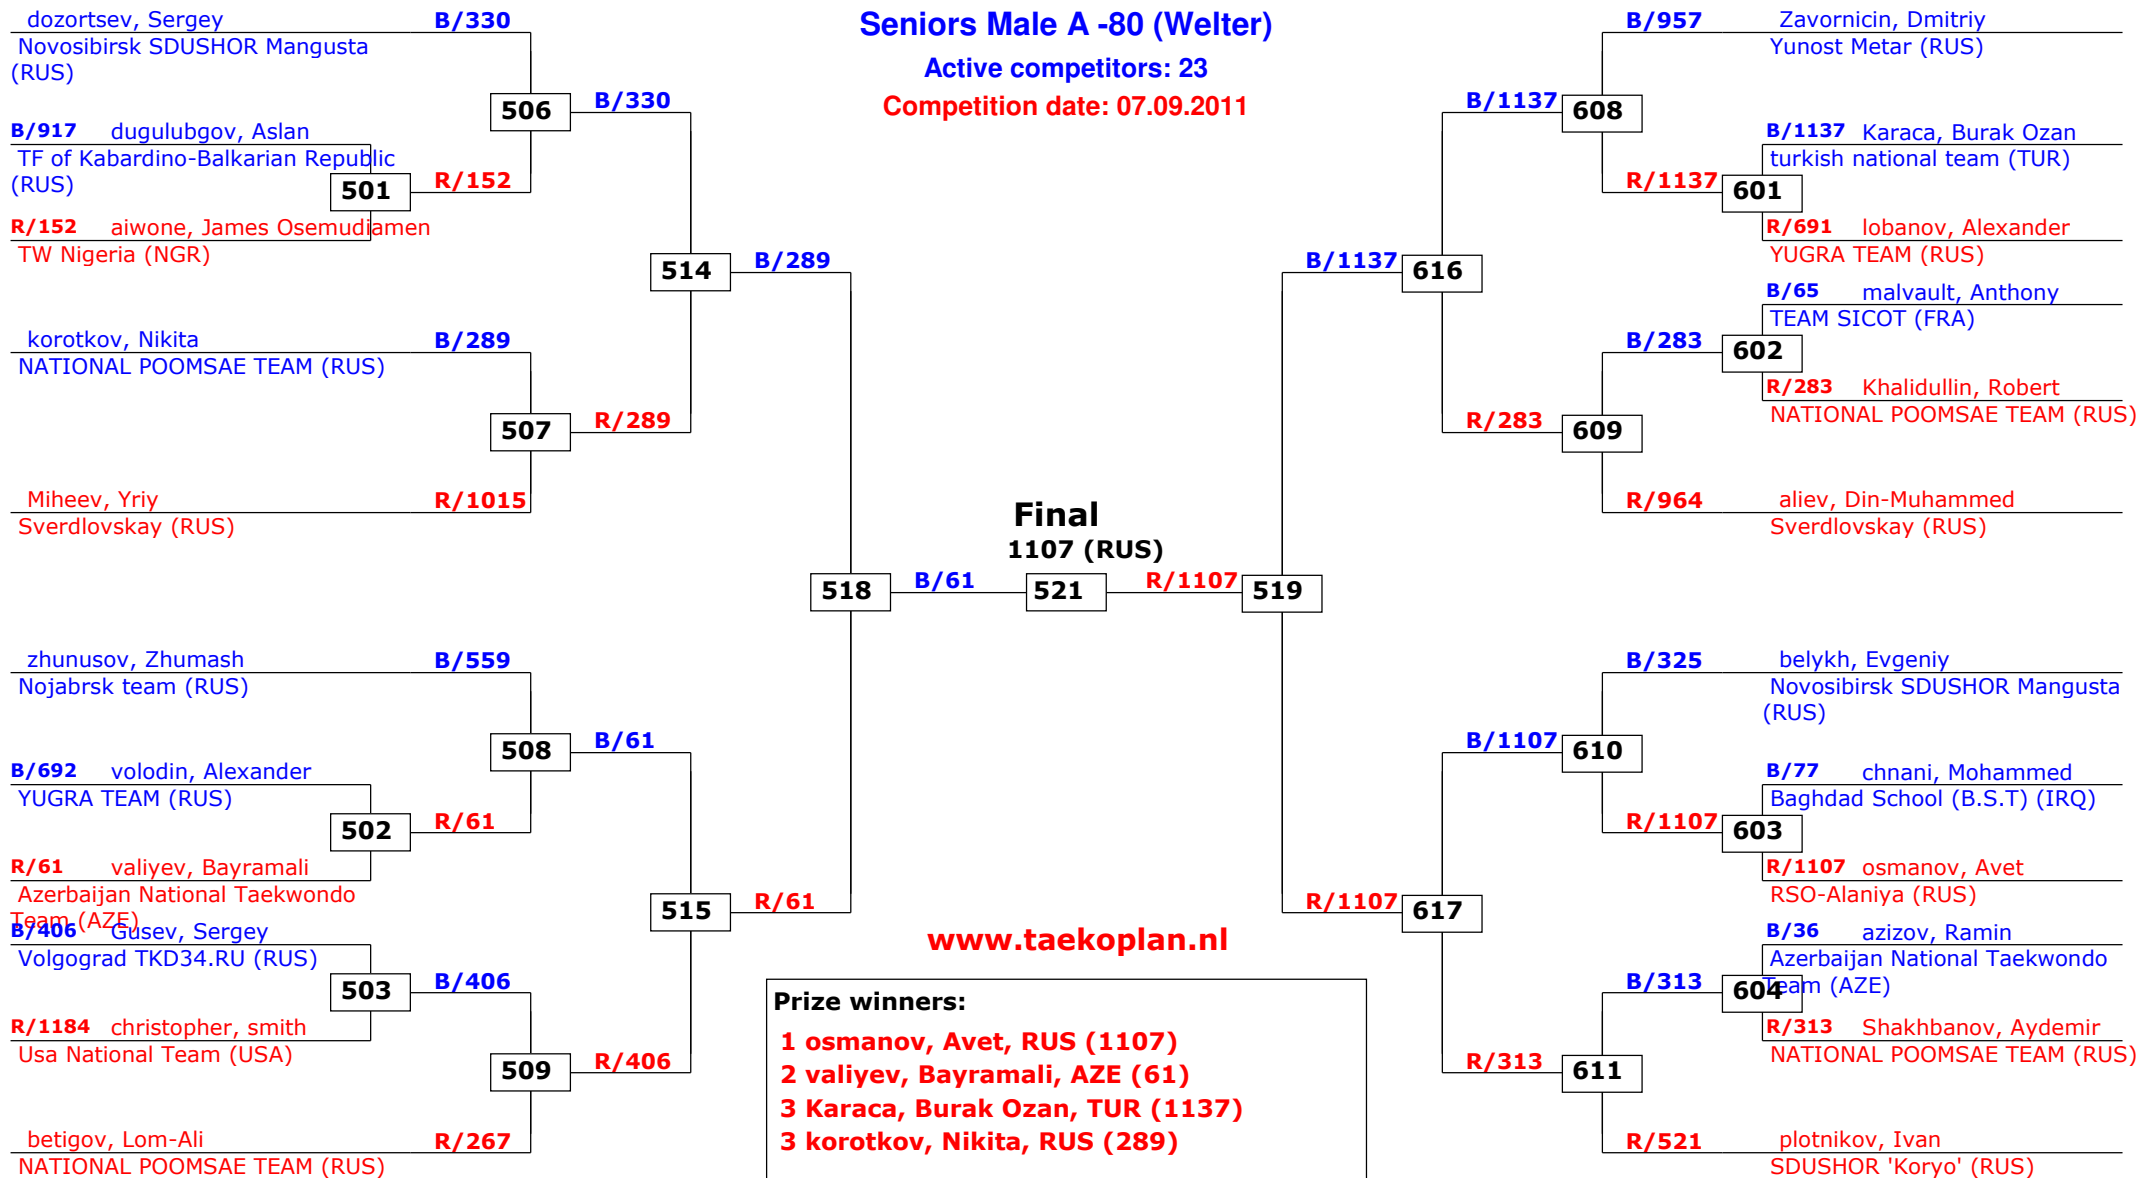 Seniors Male A -80 (Welter)
Active competitors: 23
Competition date: 07.09.2011
dozortsev, Sergey B/330
Novosibirsk SDUSHOR Mangusta
(RUS)
506 B/330
B/917 dugulubgov, Aslan
TF of Kabardino-Balkarian Republic
(RUS)
501 R/152
R/152 aiwone, James Osemudiamen
TW Nigeria (NGR)
514 B/289
korotkov, Nikita B/289
NATIONAL POOMSAE TEAM (RUS)
507 R/289
Miheev, Yriy R/1015
Sverdlovskay (RUS)
518 B/61
zhunusov, Zhumash B/559
Nojabrsk team (RUS)
508 B/61
B/692 volodin, Alexander
YUGRA TEAM (RUS)
502 R/61
R/61 valiyev, Bayramali
Azerbaijan National Taekwondo
Team (AZE)
515 R/61
B/406 Gusev, Sergey
Volgograd TKD34.RU (RUS)
503 B/406
R/1184 christopher, smith
Usa National Team (USA)
509 R/406
betigov, Lom-Ali R/267
NATIONAL POOMSAE TEAM (RUS)
Final
1107 (RUS)
521
R/1107 519
B/957 Zavornicin, Dmitriy
Yunost Metar (RUS)
B/1137 608
B/1137 Karaca, Burak Ozan
turkish national team (TUR)
R/1137 601
R/691 lobanov, Alexander
YUGRA TEAM (RUS)
B/1137 616
B/65 malvault, Anthony
TEAM SICOT (FRA)
B/283 602
R/283 Khalidullin, Robert
NATIONAL POOMSAE TEAM (RUS)
R/283 609
R/964 aliev, Din-Muhammed
Sverdlovskay (RUS)
B/325 belykh, Evgeniy
Novosibirsk SDUSHOR Mangusta
(RUS)
B/1107 610
B/77 chnani, Mohammed
Baghdad School (B.S.T) (IRQ)
R/1107 603
R/1107 osmanov, Avet
RSO-Alaniya (RUS)
R/1107 617
B/36 azizov, Ramin
Azerbaijan National Taekwondo
Team (AZE)
B/313 604
R/313 Shakhbanov, Aydemir
NATIONAL POOMSAE TEAM (RUS)
R/313 611
R/521 plotnikov, Ivan
SDUSHOR 'Koryo' (RUS)
www.taekoplan.nl
Prize winners:
1 osmanov, Avet, RUS (1107)
2 valiyev, Bayramali, AZE (61)
3 Karaca, Burak Ozan, TUR (1137)
3 korotkov, Nikita, RUS (289)